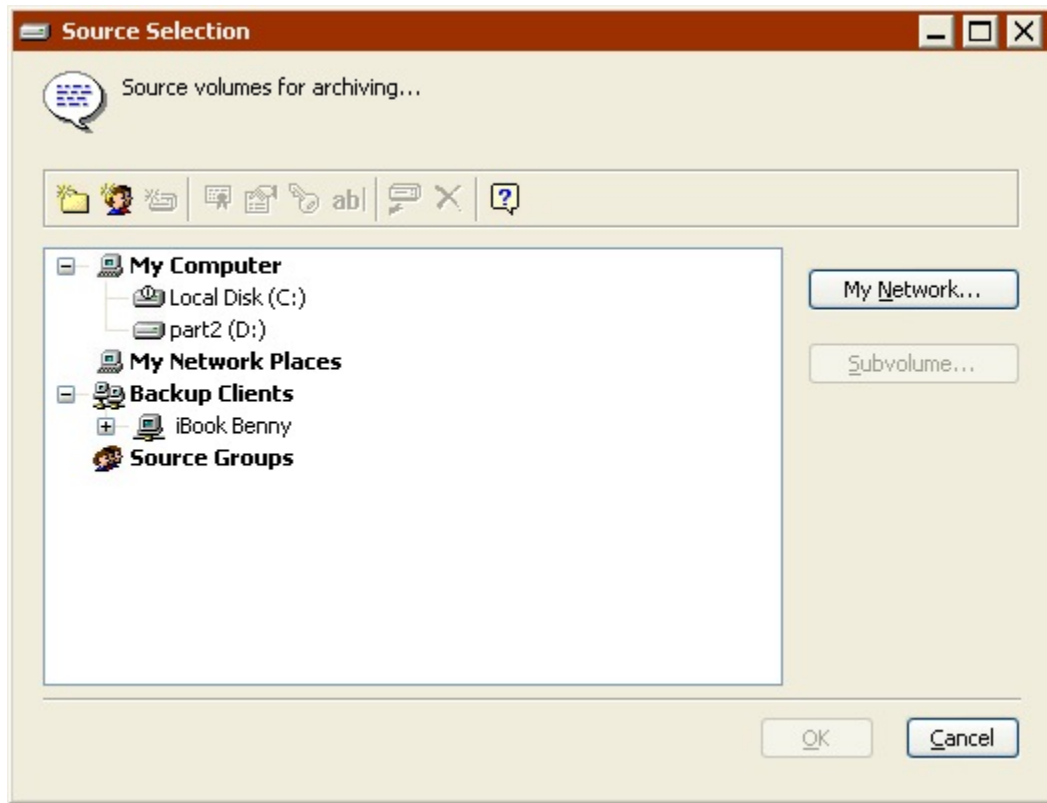 Source Selection
Source volumes for archiving...
ab|
My Computer
Local Disk (C:)
part2 (D:)
My Network Places
Backup Clients
iBook Benny
Source Groups
My Network...
Subvolume...
OK
Cancel